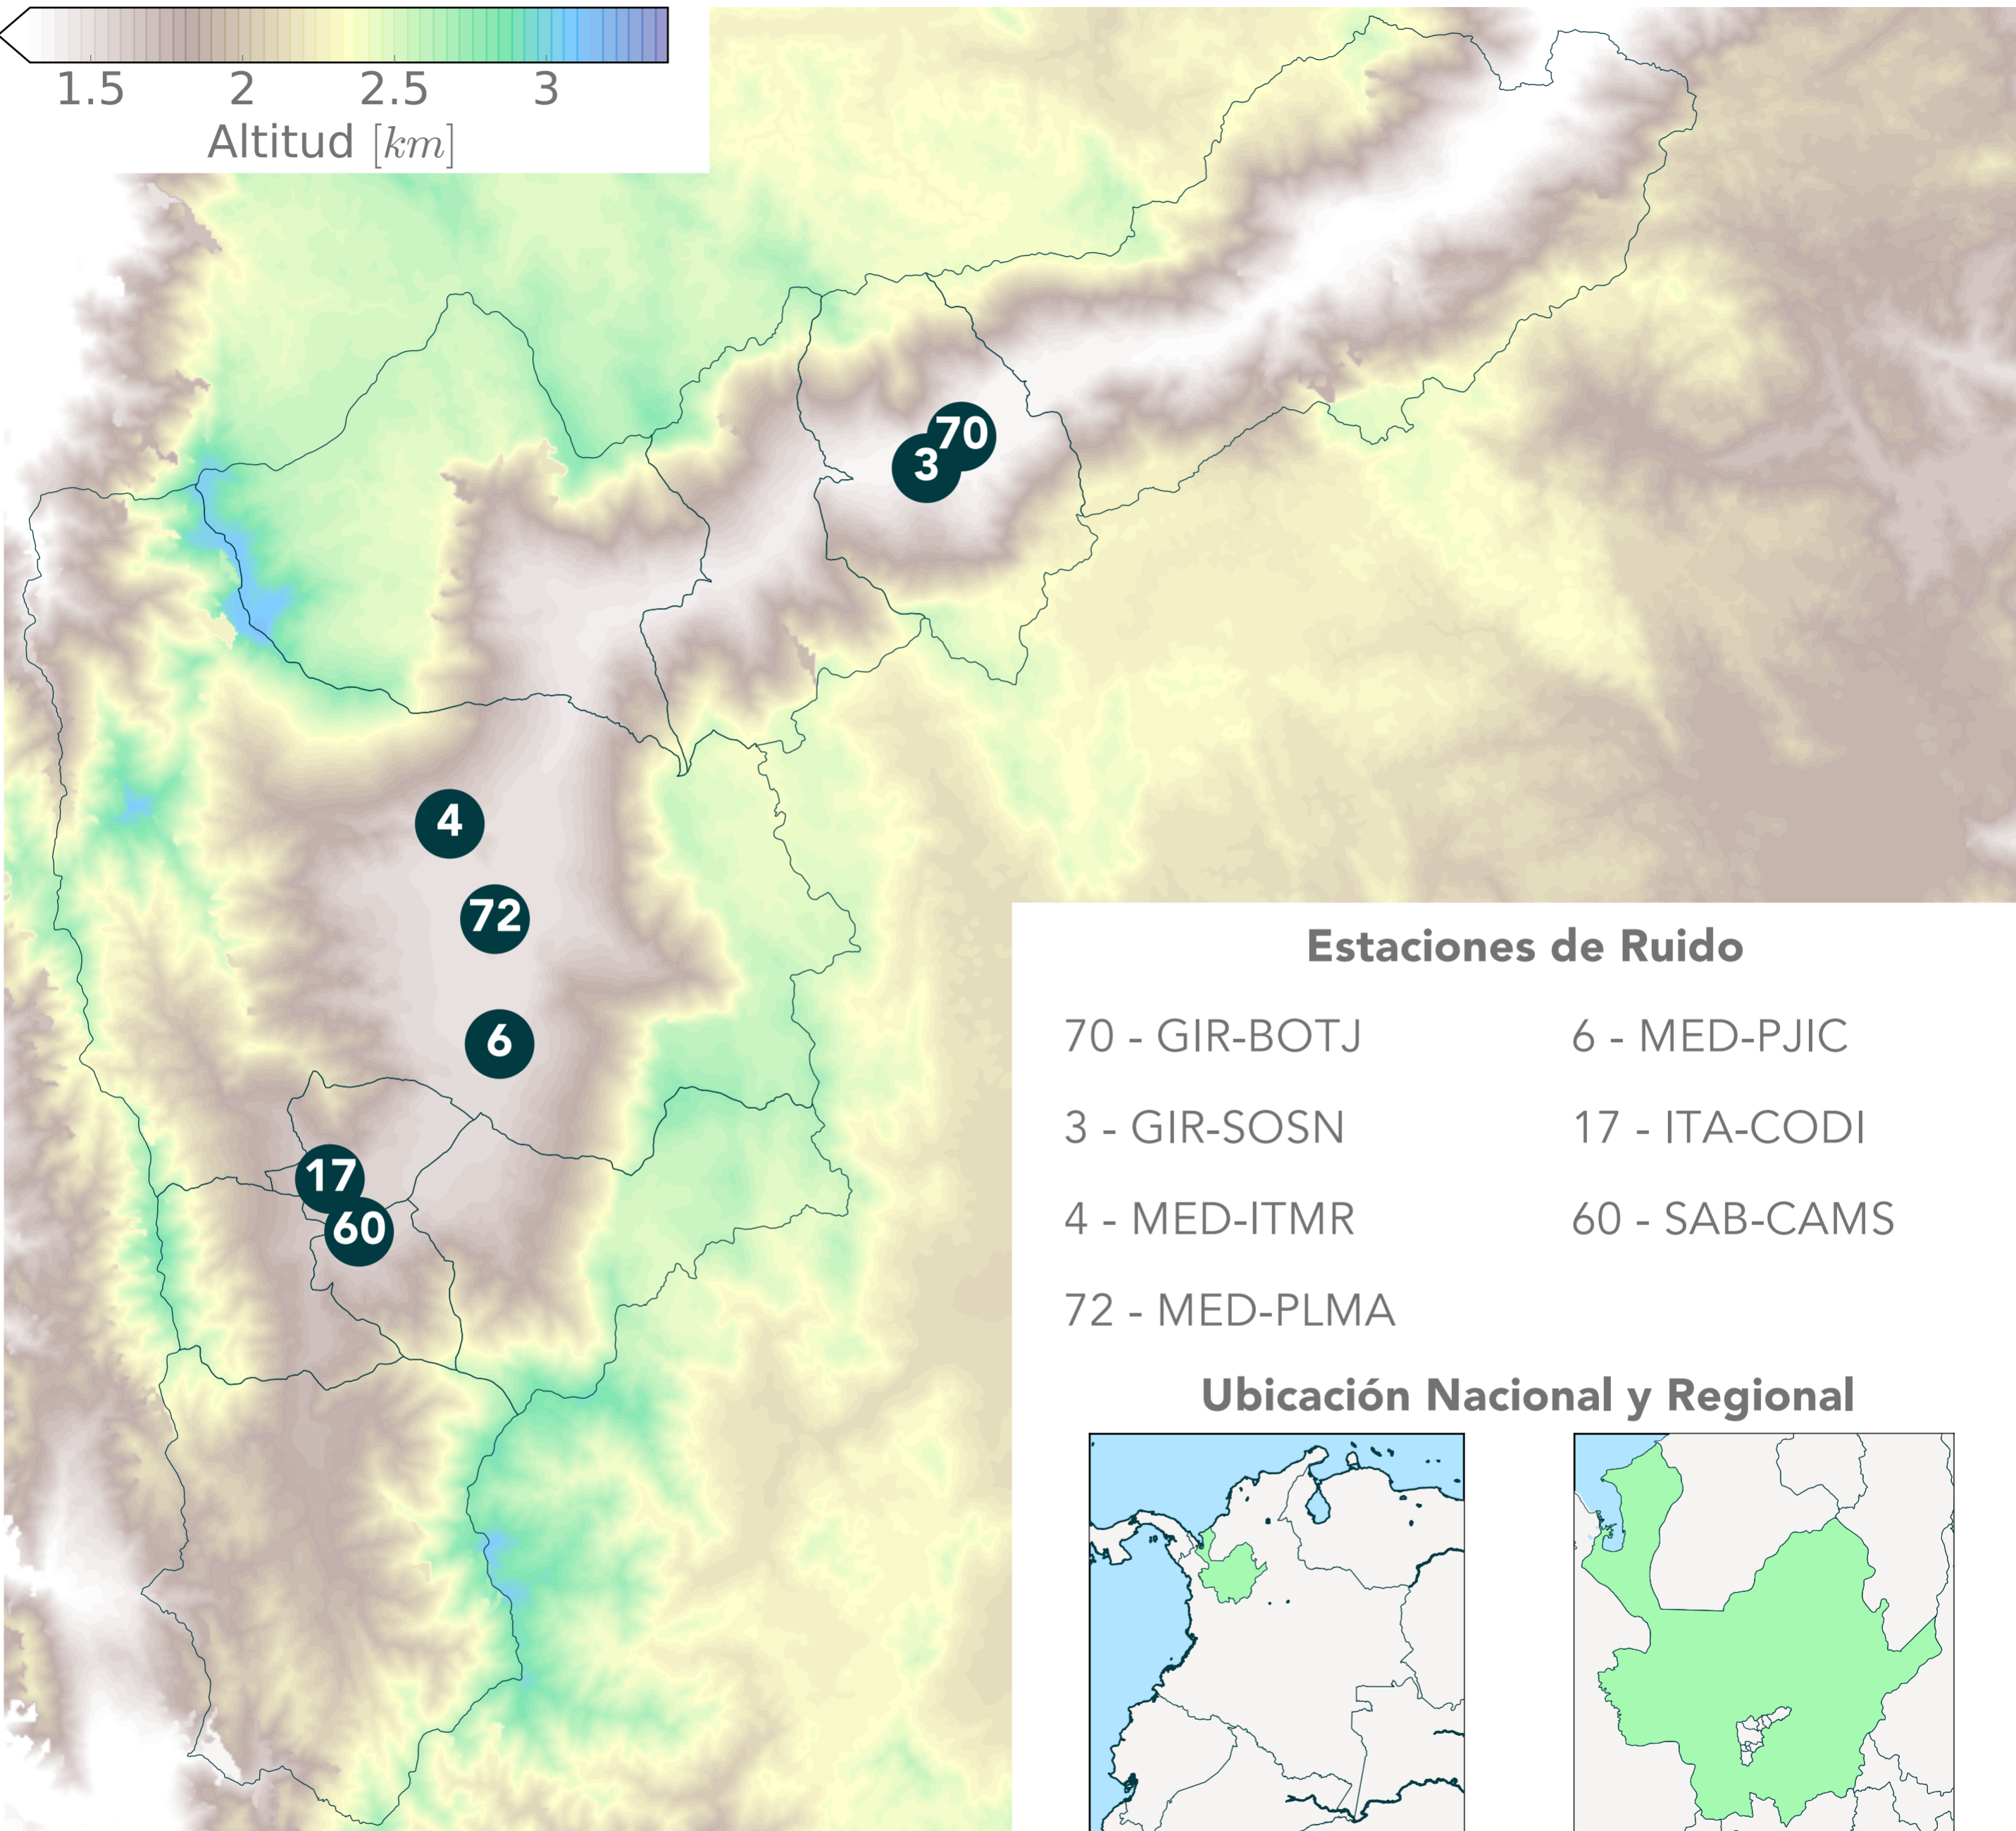 1.5 2 2.5 3
Altitud [km]
70
3
4
72
6
17
60
Estaciones de Ruido
70 - GIR-BOTJ 6 - MED-PJIC
3 - GIR-SOSN 17 - ITA-CODI
4 - MED-ITMR 60 - SAB-CAMS
72 - MED-PLMA
Ubicación Nacional y Regional